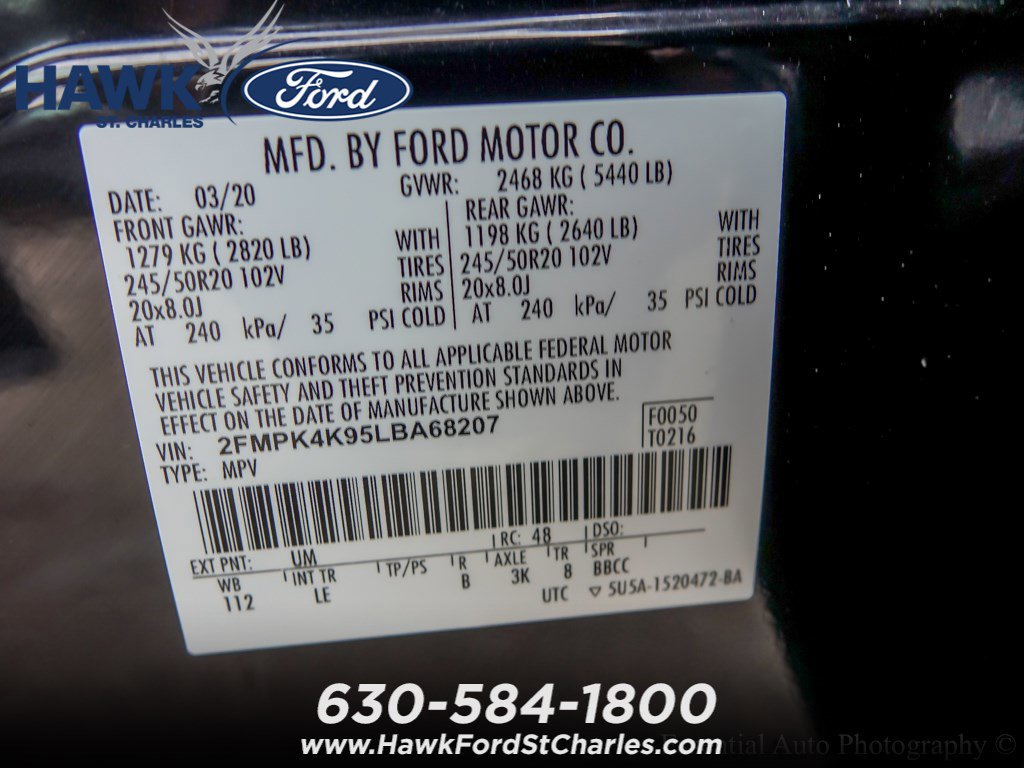 HAWK
ST. CHARLES
Ford
MFD. BY FORD MOTOR CO.
DATE: 03/20 GVWR: 2468 KG ( 5440 LB)
FRONT GAWR: REAR GAWR:
1279 KG ( 2820 LB) WITH 1198 KG ( 2640 LB) WITH
245/50R20 102V TIRES 245/50R20 102V TIRES
20x8.0J RIMS 20x8.0J RIMS
AT 240 kPa/ 35 PSI COLD AT 240 kPa/ 35 PSI COLD
THIS VEHICLE CONFORMS TO ALL APPLICABLE FEDERAL MOTOR
VEHICLE SAFETY AND THEFT PREVENTION STANDARDS IN
EFFECT ON THE DATE OF MANUFACTURE SHOWN ABOVE.
VIN: 2FMPK4K95LBA68207 F0050
TYPE: MPV T0216
EXT PNT: UM RC: 48 DSO:
WB INT TR TP/PS R AXLE TR SPR
112 LE B 3K 8 BBCC
UTC ▽ 5U5A-1520472-BA
630-584-1800
www.HawkFordStCharles.com
Auto Photography ©